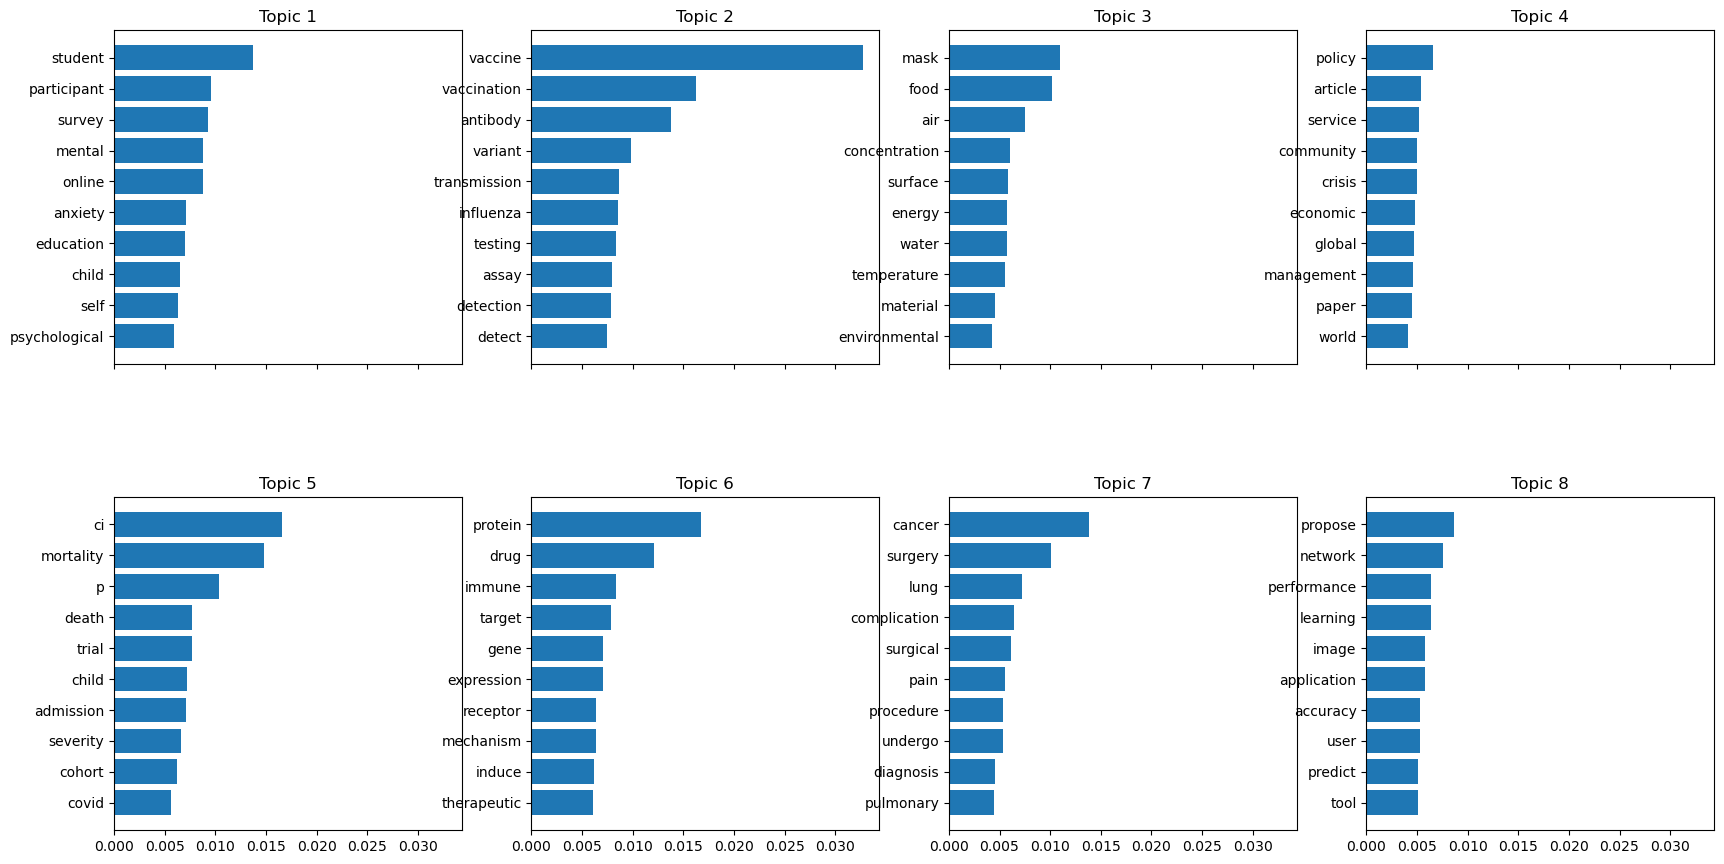 Topic 1
student
participant
survey
mental
online
anxiety
education
child
self
psychological
Topic 2
vaccine
vaccination
antibody
variant
transmission
influenza
testing
assay
detection
detect
Topic 3
mask
food
air
concentration
surface
energy
water
temperature
material
environmental
Topic 4
policy
article
service
community
crisis
economic
global
management
paper
world
Topic 5
ci
mortality
p
death
trial
child
admission
severity
cohort
covid
0.000 0.005 0.010 0.015 0.020 0.025 0.030
Topic 6
protein
drug
immune
target
gene
expression
receptor
mechanism
induce
therapeutic
0.000 0.005 0.010 0.015 0.020 0.025 0.030
Topic 7
cancer
surgery
lung
complication
surgical
pain
procedure
undergo
diagnosis
pulmonary
0.000 0.005 0.010 0.015 0.020 0.025 0.030
Topic 8
propose
network
performance
learning
image
application
accuracy
user
predict
tool
0.000 0.005 0.010 0.015 0.020 0.025 0.030